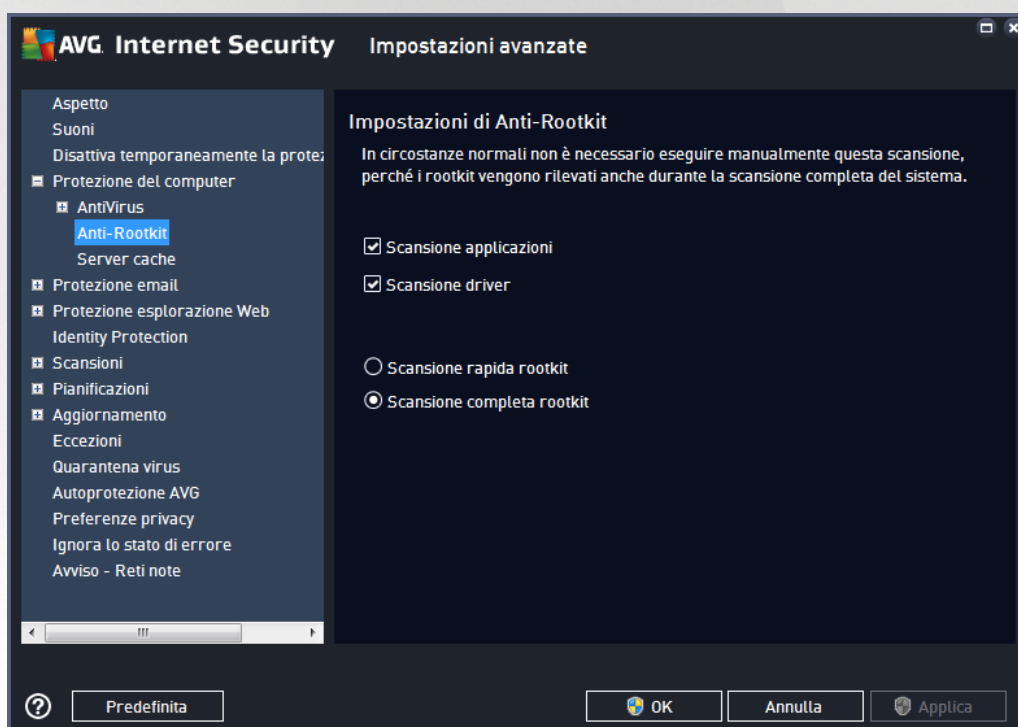 AVG. Internet Security
Impostazioni avanzate
Aspetto
Suoni
Disattiva temporaneamente la protez
Protezione del computer
AntiVirus
Anti-Rootkit
Server cache
Protezione email
Protezione esplorazione Web
Identity Protection
Scansioni
Pianificazioni
Aggiornamento
Eccezioni
Quarantena virus
Autoprotezione AVG
Preferenze privacy
Ignora lo stato di errore
Avviso - Reti note
Impostazioni di Anti-Rootkit
In circostanze normali non è necessario eseguire manualmente questa scansione,
perché i rootkit vengono rilevati anche durante la scansione completa del sistema.
Scansione applicazioni
Scansione driver
Scansione rapida rootkit
Scansione completa rootkit
Predefinita
OK
Annulla
Applica